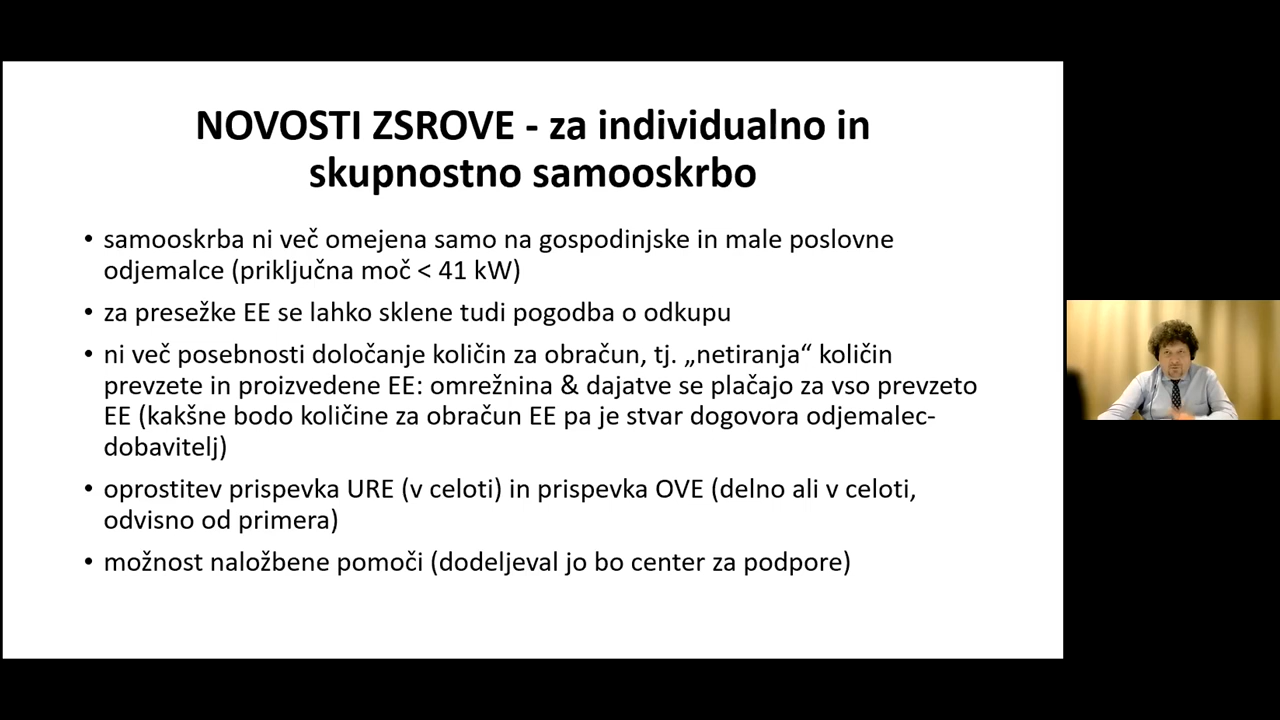 NOVOSTI ZSROVE - za individualno in
skupnostno samooskrbo
• samooskrba ni več omejena samo na gospodinjske in male poslovne
odjemalce (priključna moč < 41 kW)
• za presežke EE se lahko sklene tudi pogodba o odkupu
• ni več posebnosti določanje količin za obračun, tj. „netiranja“ količin
prevzete in proizvedene EE: omrežnina & dajatve se plačajo za vso prevzeto
EE (kakšne bodo količine za obračun EE pa je stvar dogovora odjemalec-
dobavitelj)
• oprostitev prispevka URE (v celoti) in prispevka OVE (delno ali v celoti,
odvisno od primera)
• možnost naložbene pomoči (dodeljeval jo bo center za podpore)